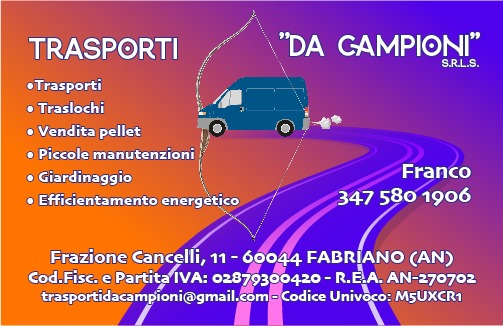 TRASPORTI "DA CAMPIONI"
S.R.L.S.
•Trasporti
• Traslochi
• Vendita pellet
• Piccole manutenzioni
• Giardinaggio
• Efficientamento energetico
Franco
347 580 1906
Frazione Cancelli, 11 - 60044 FABRIANO (AN)
Cod.Fisc. e Partita IVA: 02879300420 - R.E.A. AN-270702
trasportidacampioni@gmail.com - Codice Univoco: M5UXCR1